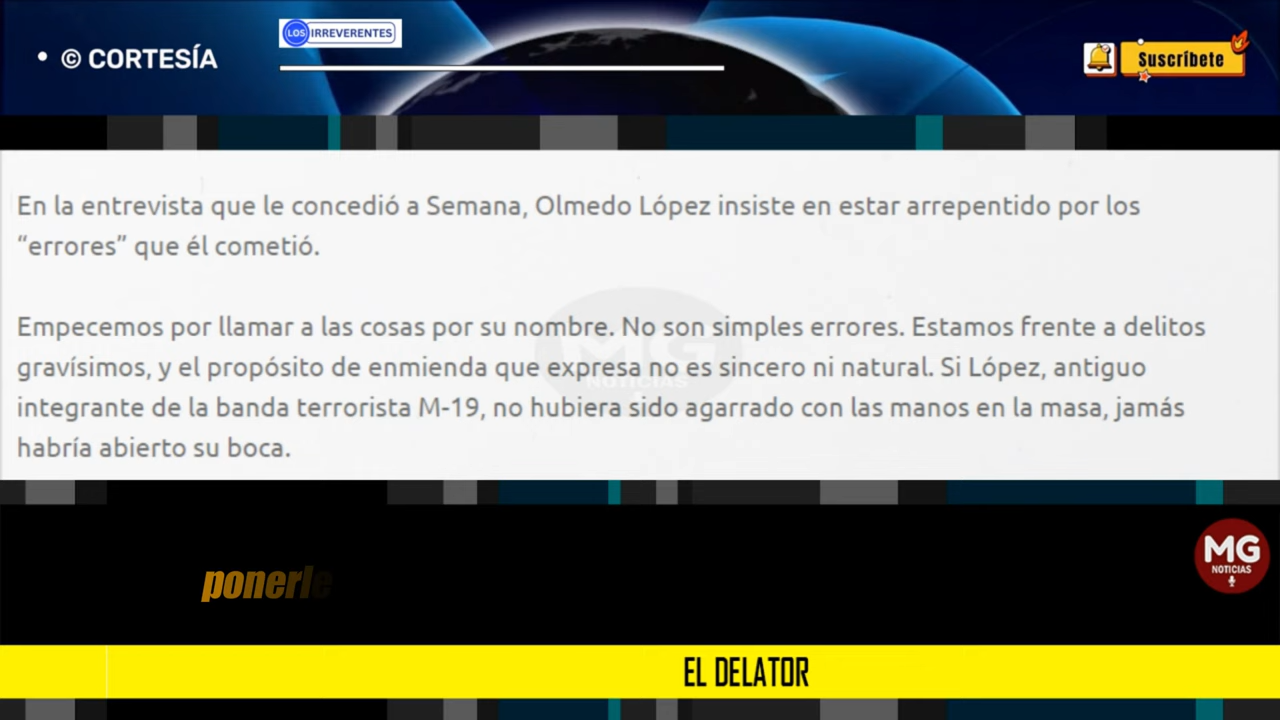 • © CORTESÍA
LOS IRREVERENTES
Suscríbete
En la entrevista que le concedió a Semana, Olmedo López insiste en estar arrepentido por los
“errores” que él cometió.
Empecemos por llamar a las cosas por su nombre. No son simples errores. Estamos frente a delitos
gravísimos, y el propósito de enmienda que expresa no es sincero ni natural. Si López, antiguo
integrante de la banda terrorista M-19, no hubiera sido agarrado con las manos en la masa, jamás
habría abierto su boca.
MG
NOTICIAS
ponerle
MG
NOTICIAS
EL DELATOR